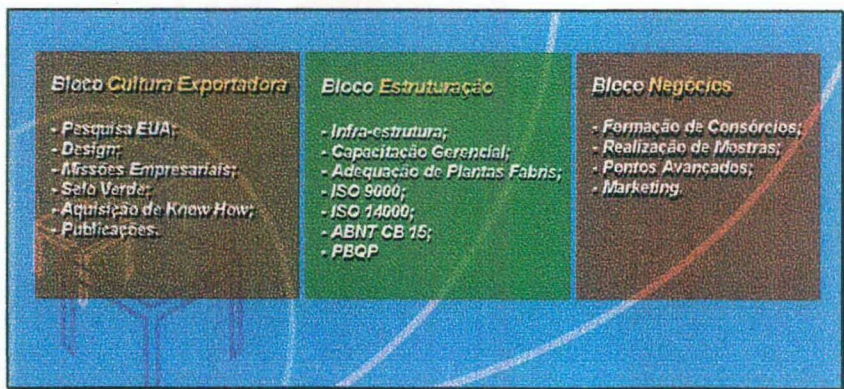 Bloco Cultura Exportadora
- Pesquisa EUA;
- Design;
- Missões Empresariais;
- Selo Verde;
- Aquisição de Know How;
- Publicações.
Bloco Estruturação
- Infra-estrutura;
- Capacitação Gerencial;
- Adequação de Plantas Fabris;
- ISO 9000;
- ISO 14000;
- ABNT CB 15;
- PBQP
Bloco Negócios
- Formação de Consórcios;
- Realização de Mostras;
- Pontos Avançados;
- Marketing.